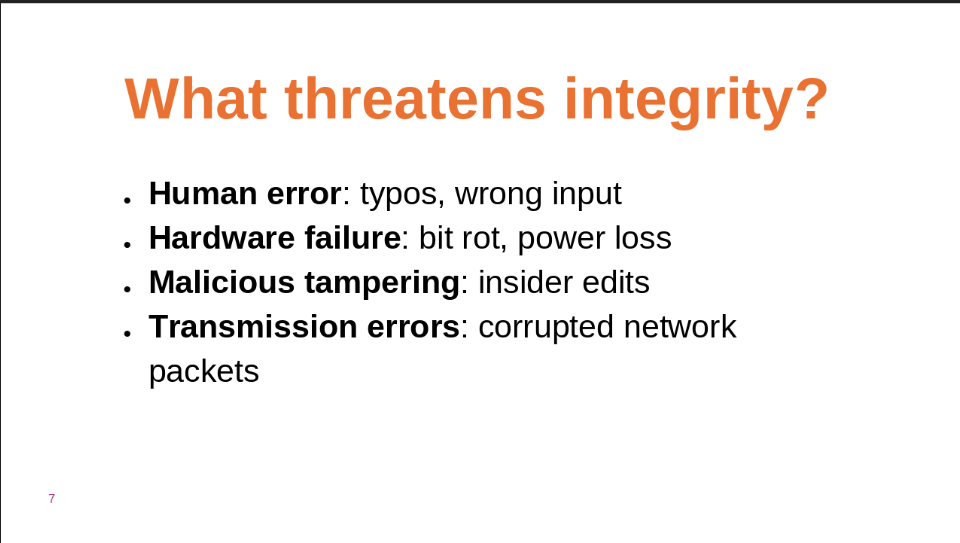 What threatens integrity?
• Human error: typos, wrong input
• Hardware failure: bit rot, power loss
• Malicious tampering: insider edits
• Transmission errors: corrupted network
packets
7